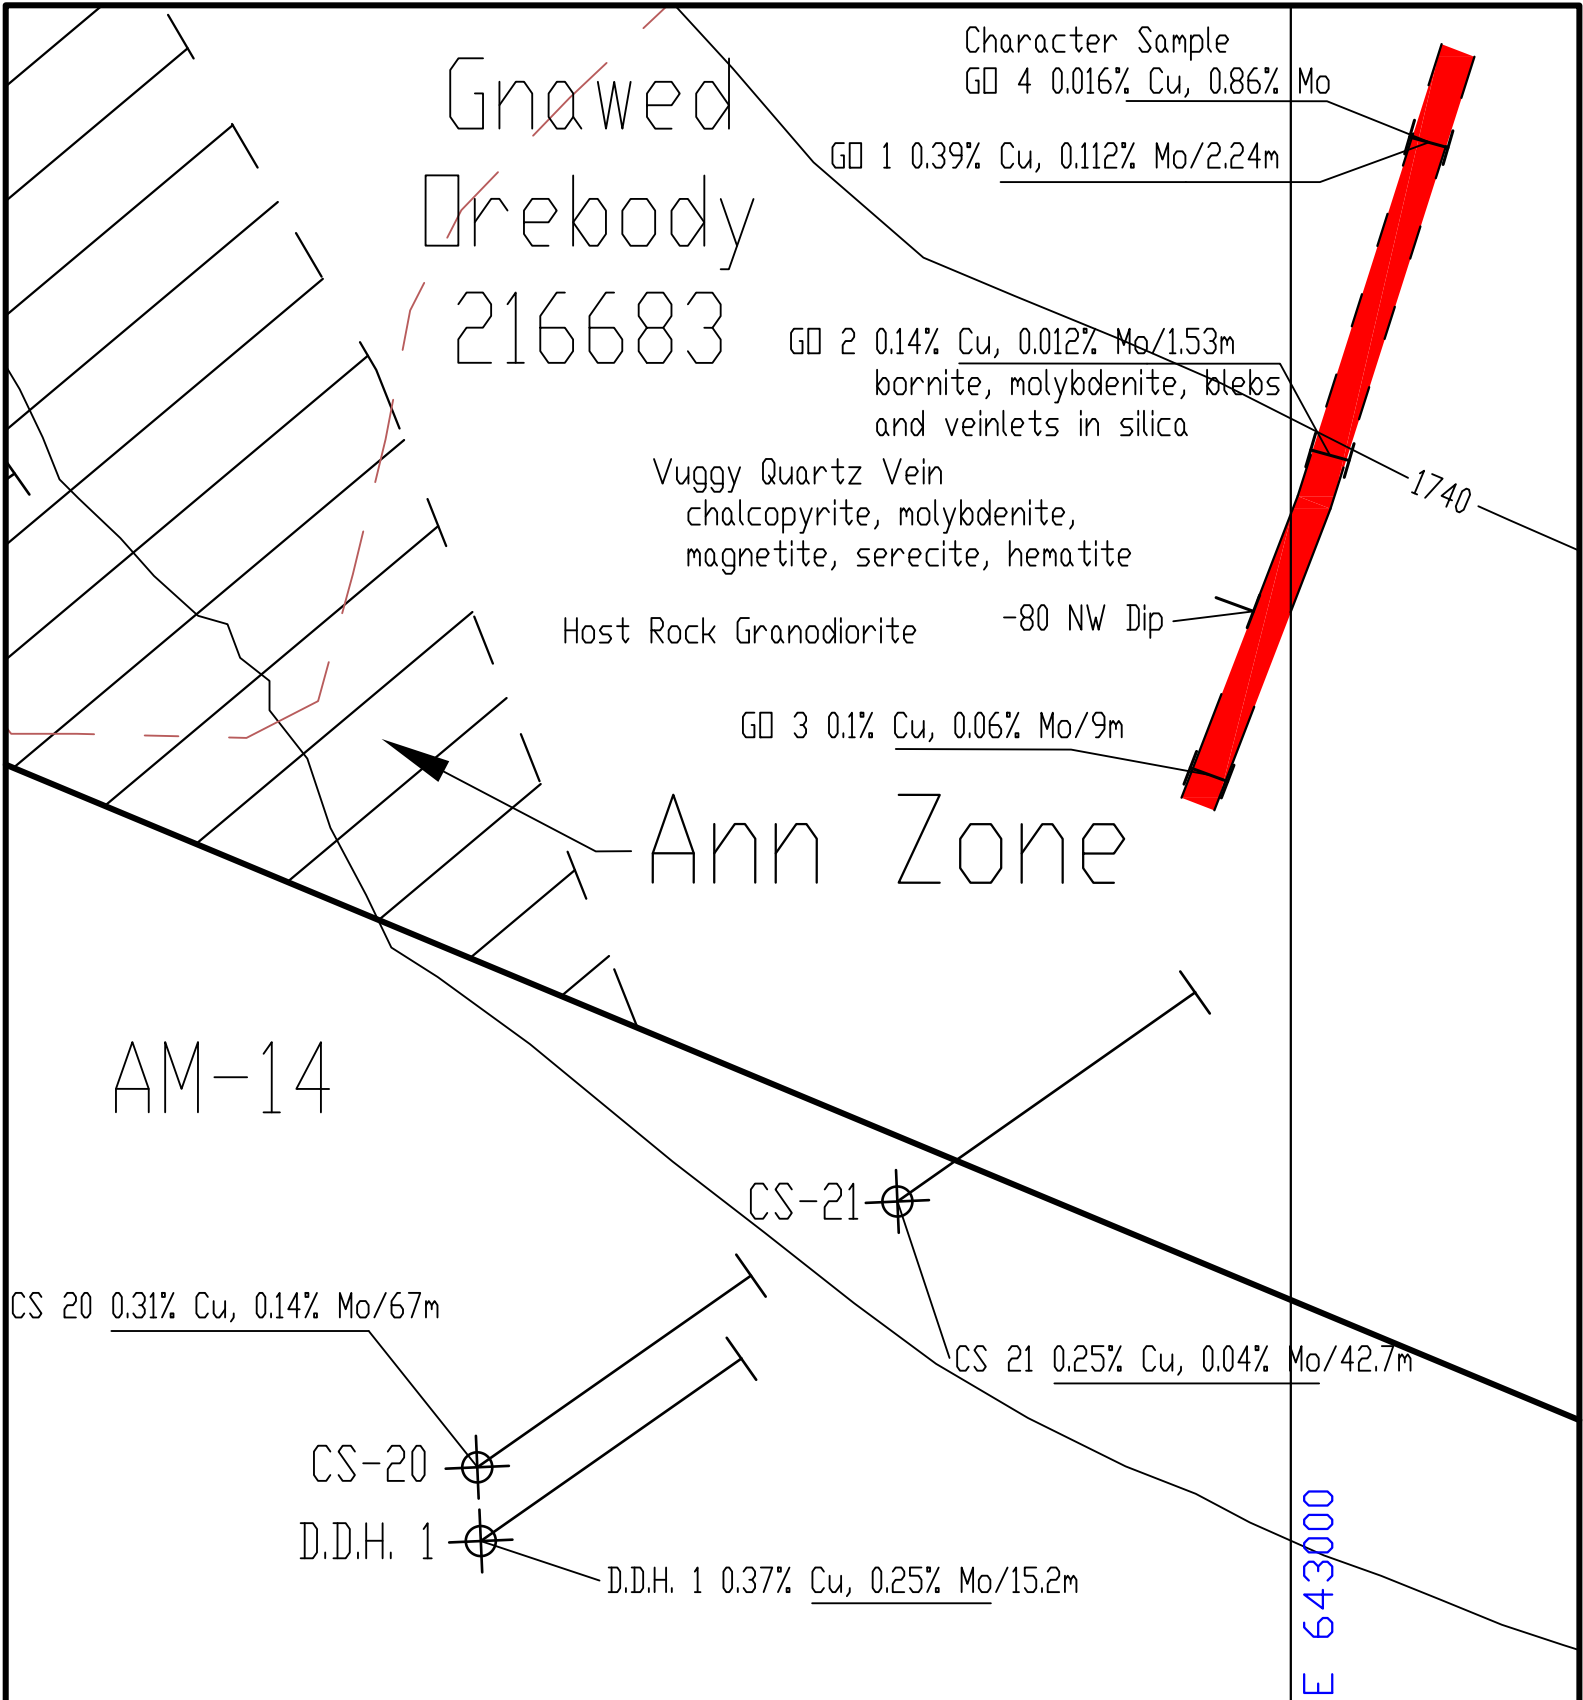 Character Sample
GO 4 0.016% Cu, 0.86% Mo
Gnawed
Orebody
216683
GO 1 0.39% Cu, 0.112% Mo/2.24m
GO 2 0.14% Cu, 0.012% Mo/1.53m
bornite, molybdenite, blebs
and veinlets in silica
Vuggy Quartz Vein
chalcopyrite, molybdenite,
magnetite, serecite, hematite
1740
Host Rock Granodiorite
-80 NW Dip
GO 3 0.1% Cu, 0.06% Mo/9m
Ann Zone
AM-14
CS-21
CS 20 0.31% Cu, 0.14% Mo/67m
CS 21 0.25% Cu, 0.04% Mo/42.7m
CS-20
D.D.H. 1
D.D.H. 1 0.37% Cu, 0.25% Mo/15.2m
E 643000